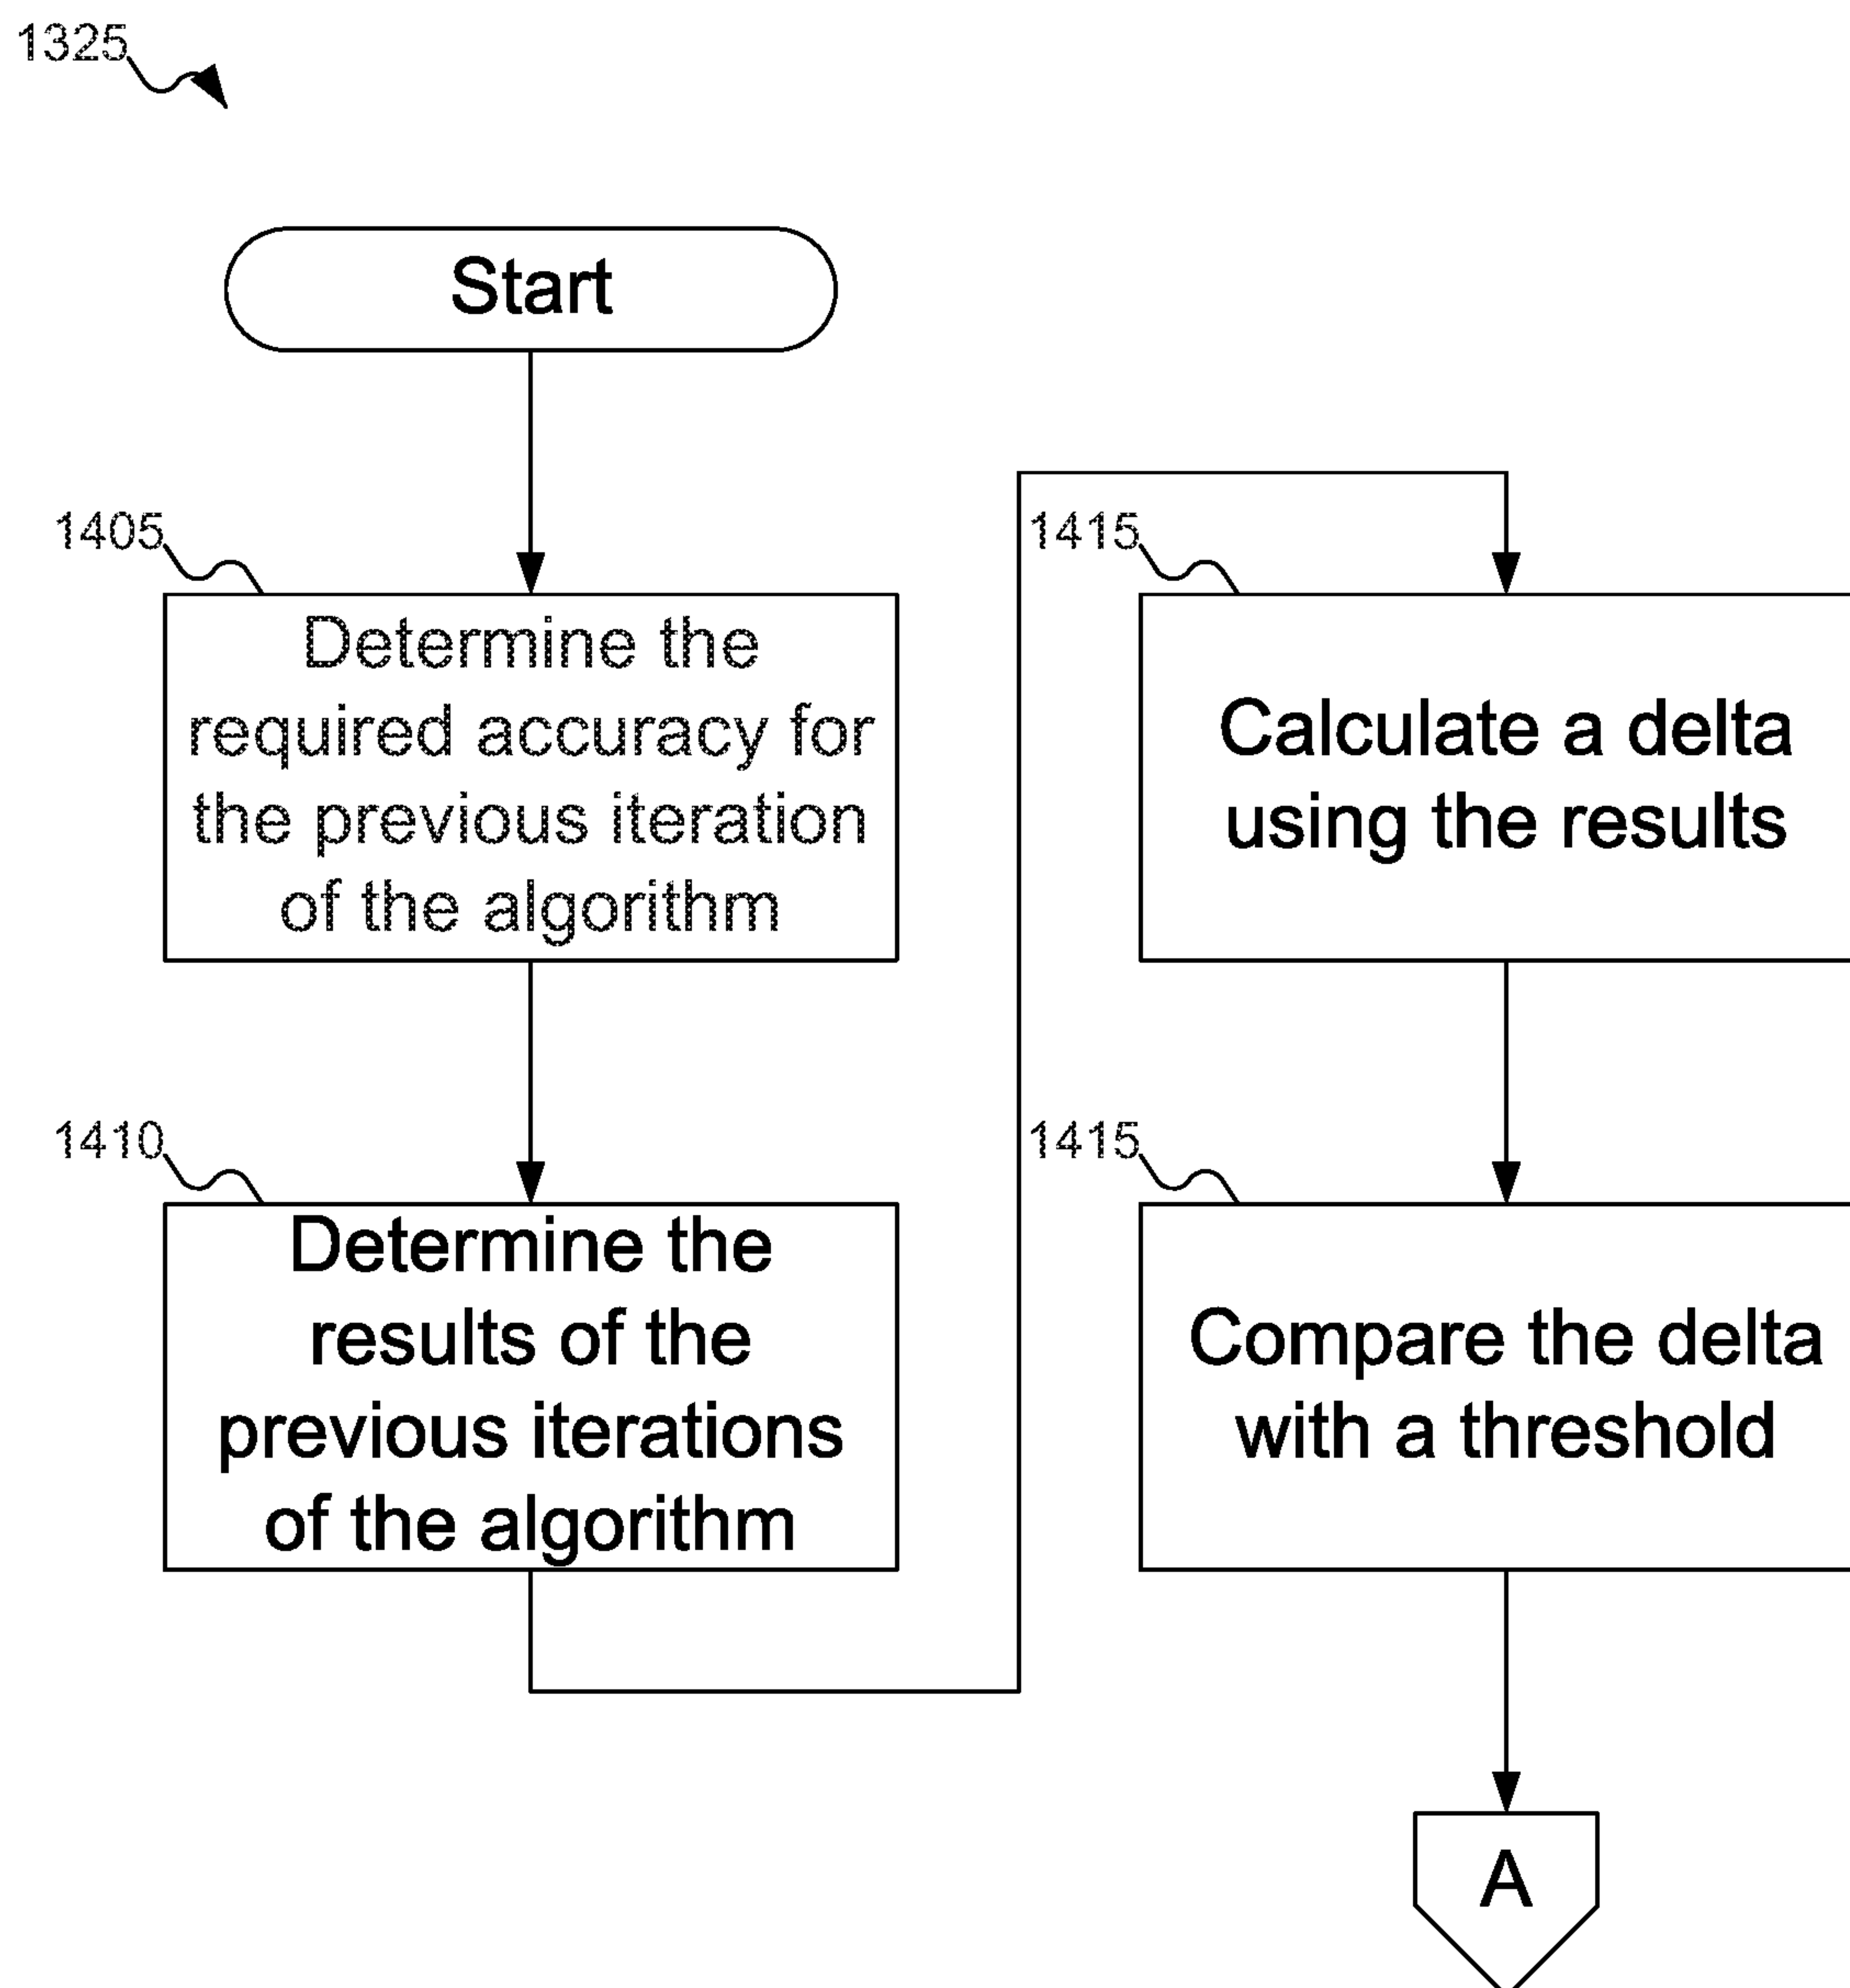 1325
Start
1405
Determine the
required accuracy for
the previous iteration
of the algorithm
1410
Determine the
results of the
previous iterations
of the algorithm
1415
Calculate a delta
using the results
1415
Compare the delta
with a threshold
A